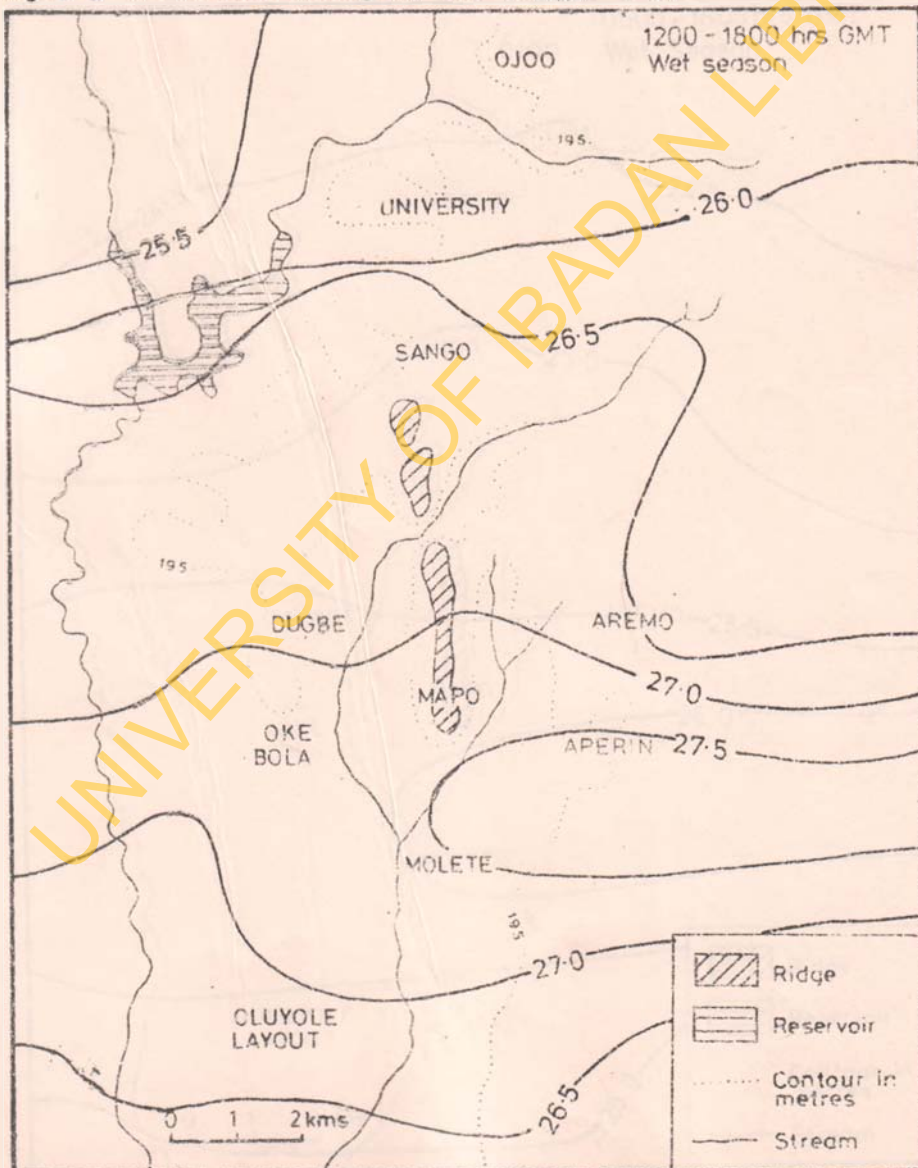 1200 - 1800 hrs GMT
Wet season
OJOO
195.
UNIVERSITY
26.0
25.5
SANGO
26.5
195
DUGBE
AREMO
27.0
MAPO
OKE
BOLA
APERIN
27.5
MOLETE
195
27.0
CLUYOLE
LAYOUT
26.5
0 1 2 kms
Ridge
Reservoir
Contour in
metres
Stream
UNIVERSITY OF IBADAN LIBR